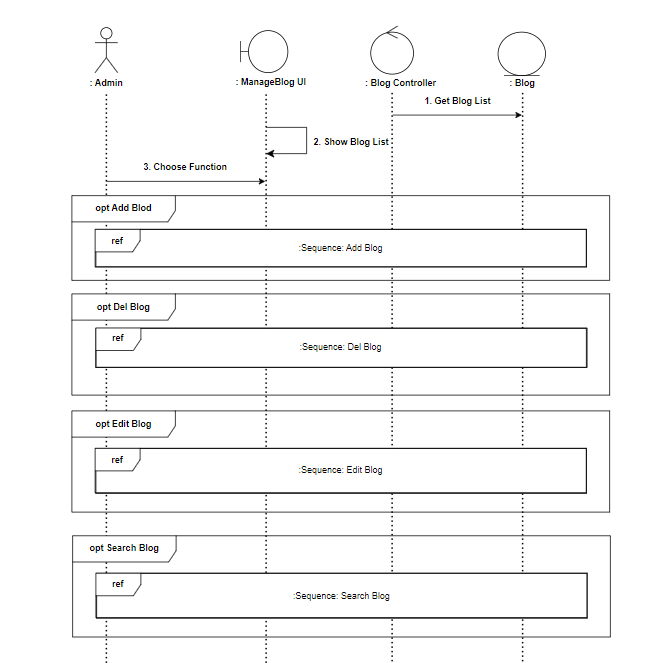 : Admin
: ManageBlog UI
: Blog Controller
: Blog
1. Get Blog List
2. Show Blog List
3. Choose Function
opt Add Blod
ref
:Sequence: Add Blog
opt Del Blog
ref
:Sequence: Del Blog
opt Edit Blog
ref
:Sequence: Edit Blog
opt Search Blog
ref
:Sequence: Search Blog